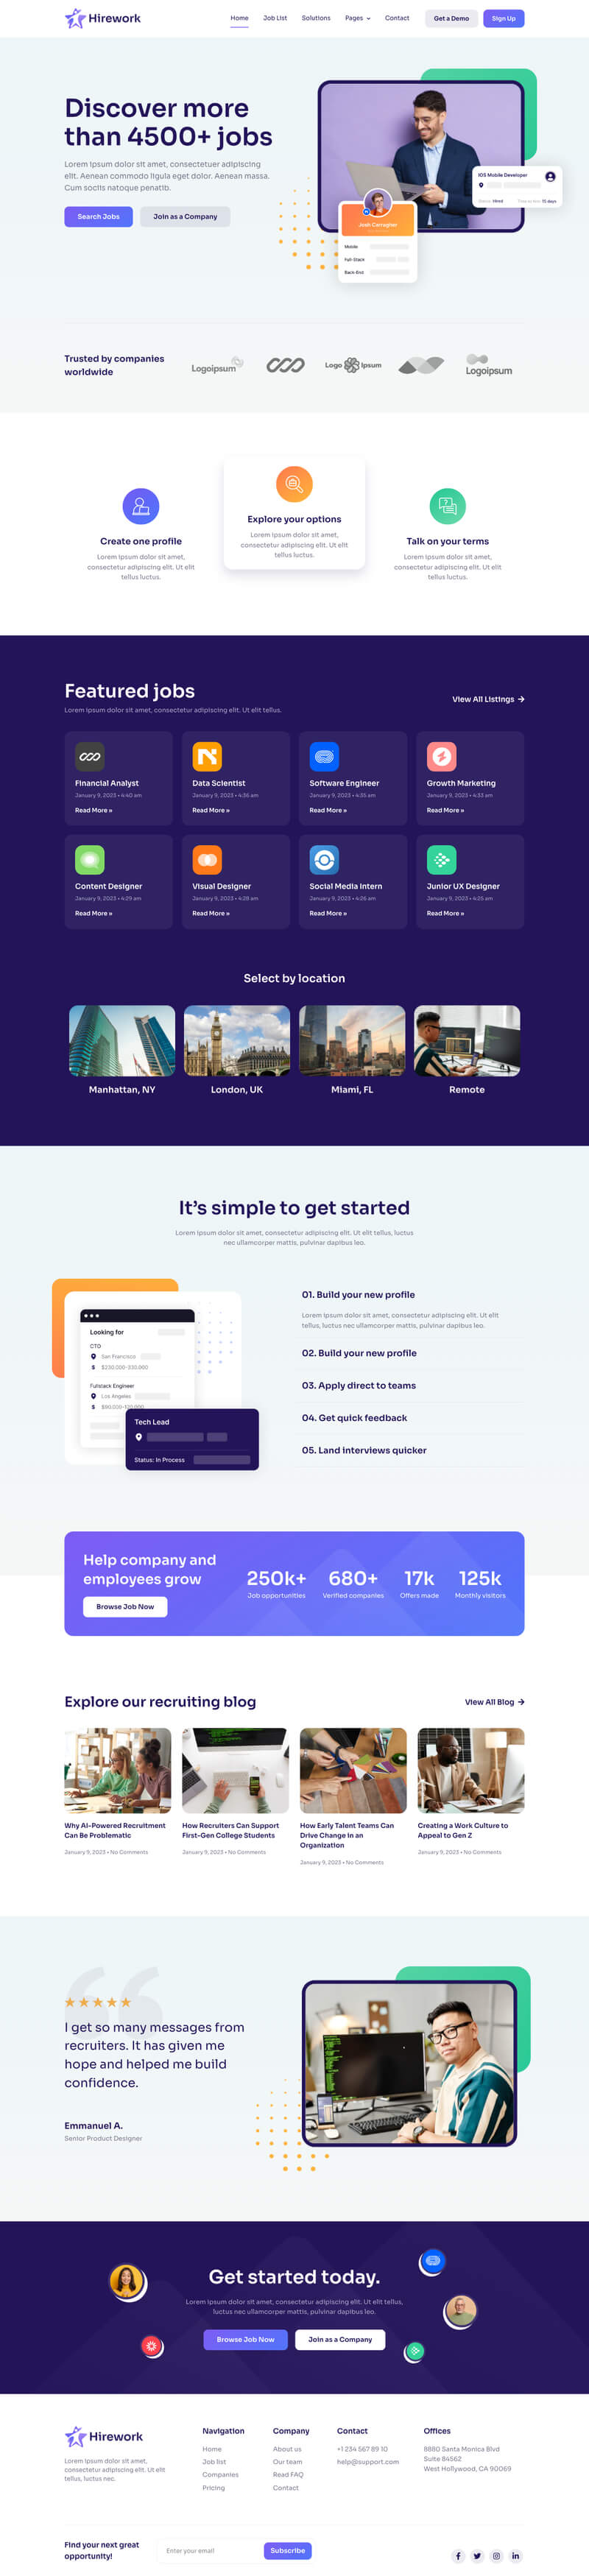 Hirework
Home
Job List
Solutions
Pages
Contact
Get a Demo
Sign Up
Discover more
than 4500+ jobs
Lorem ipsum dolor sit amet, consectetuer adipiscing
elit. Aenean commodo ligula eget dolor. Aenean massa.
Cum sociis natoque penatib.
Search Jobs
Join as a Company
IOS Mobile Developer
Hired
15 days
Josh Carragher
Mobile
Full-Stack
Back-End
Trusted by companies
worldwide
Logoipsum
Logo Ipsum
Logoipsum
Create one profile
Lorem ipsum dolor sit amet,
consectetur adipiscing elit. Ut elit
tellus luctus.
Explore your options
Lorem ipsum dolor sit amet,
consectetur adipiscing elit. Ut elit
tellus luctus.
Talk on your terms
Lorem ipsum dolor sit amet,
consectetur adipiscing elit. Ut elit
tellus luctus.
Featured jobs
Lorem ipsum dolor sit amet, consectetur adipiscing elit. Ut elit tellus.
View All Listings →
Financial Analyst
January 9, 2023 • 4:40 am
Read More »
Data Scientist
January 9, 2023 • 4:36 am
Read More »
Software Engineer
January 9, 2023 • 4:35 am
Read More »
Growth Marketing
January 9, 2023 • 4:33 am
Read More »
Content Designer
January 9, 2023 • 4:29 am
Read More »
Visual Designer
January 9, 2023 • 4:28 am
Read More »
Social Media Intern
January 9, 2023 • 4:26 am
Read More »
Junior UX Designer
January 9, 2023 • 4:25 am
Read More »
Select by location
Manhattan, NY
London, UK
Miami, FL
Remote
It's simple to get started
Lorem ipsum dolor sit amet, consectetur adipiscing elit. Ut elit tellus, luctus
nec ullamcorper mattis, pulvinar dapibus leo.
Looking for
CTO
San Francisco
$ $230.000-330.000
Fullstack Engineer
Los Angeles
$
Tech Lead
Status: In Process
01. Build your new profile
Lorem ipsum dolor sit amet, consectetur adipiscing elit. Ut elit
tellus, luctus nec ullamcorper mattis, pulvinar dapibus leo.
02. Build your new profile
03. Apply direct to teams
04. Get quick feedback
05. Land interviews quicker
Help company and
employees grow
Browse Job Now
250k+
Job opportunities
680+
Verified companies
17k
Offers made
125k
Monthly visitors
Explore our recruiting blog
View All Blog →
Why AI-Powered Recruitment
Can Be Problematic
January 9, 2023 • No Comments
How Recruiters Can Support
First-Gen College Students
January 9, 2023 • No Comments
How Early Talent Teams Can
Drive Change in an
Organization
January 9, 2023 • No Comments
Creating a Work Culture to
Appeal to Gen Z
January 9, 2023 • No Comments
I get so many messages from
recruiters. It has given me
hope and helped me build
confidence.
Emmanuel A.
Senior Product Designer
Get started today.
Lorem ipsum dolor sit amet, consectetur adipiscing elit. Ut elit tellus,
luctus nec ullamcorper mattis, pulvinar dapibus leo.
Browse Job Now
Join as a Company
Hirework
Lorem ipsum dolor sit amet,
consectetur adipiscing elit. Ut elit
tellus, luctus nec.
Navigation
Home
Job list
Companies
Pricing
Company
About us
Our team
Read FAQ
Contact
Contact
+1 234 567 89 10
help@support.com
Offices
8880 Santa Monica Blvd
Suite 84562
West Hollywood, CA 90069
Find your next great
opportunity!
Enter your email
Subscribe